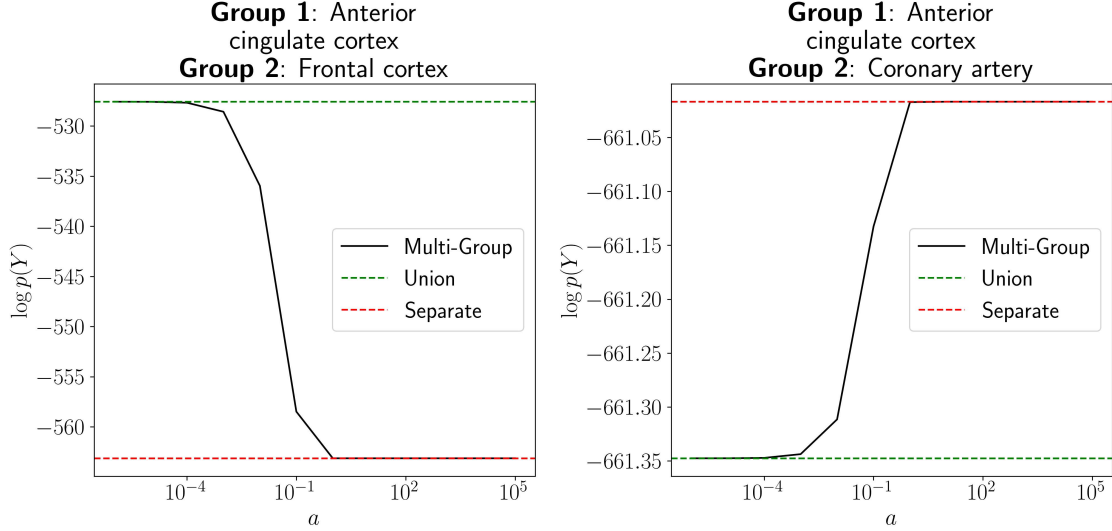 Group 1: Anterior
cingulate cortex
Group 2: Frontal cortex
log p(Y)
−530
−535
−540
−545
−550
−555
−560
Multi-Group
Union
Separate
10^−4
10^−1
10^2
10^5
a
Group 1: Anterior
cingulate cortex
Group 2: Coronary artery
log p(Y)
−661.05
−661.10
−661.15
−661.20
−661.25
−661.30
−661.35
Multi-Group
Union
Separate
10^−4
10^−1
10^2
10^5
a